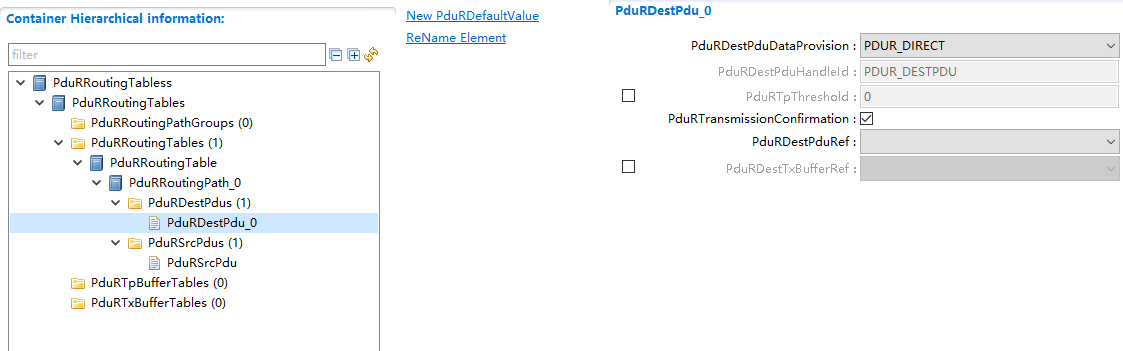 Container Hierarchical information:
filter
PduRRoutingTabless
PduRRoutingTables
PduRRoutingPathGroups (0)
PduRRoutingTables (1)
PduRRoutingTable
PduRRoutingPath_0
PduRDestPdus (1)
PduRDestPdu_0
PduRSrcPdus (1)
PduRSrcPdu
PduRTpBufferTables (0)
PduRTxBufferTables (0)
New PduRDefaultValue
ReName Element
PduRDestPdu_0
PduRDestPduDataProvision : PDUR_DIRECT
PduRDestPduHandleId : PDUR_DESTPDU
PduRTpThreshold : 0
PduRTransmissionConfirmation :
PduRDestPduRef :
PduRDestTxBufferRef :